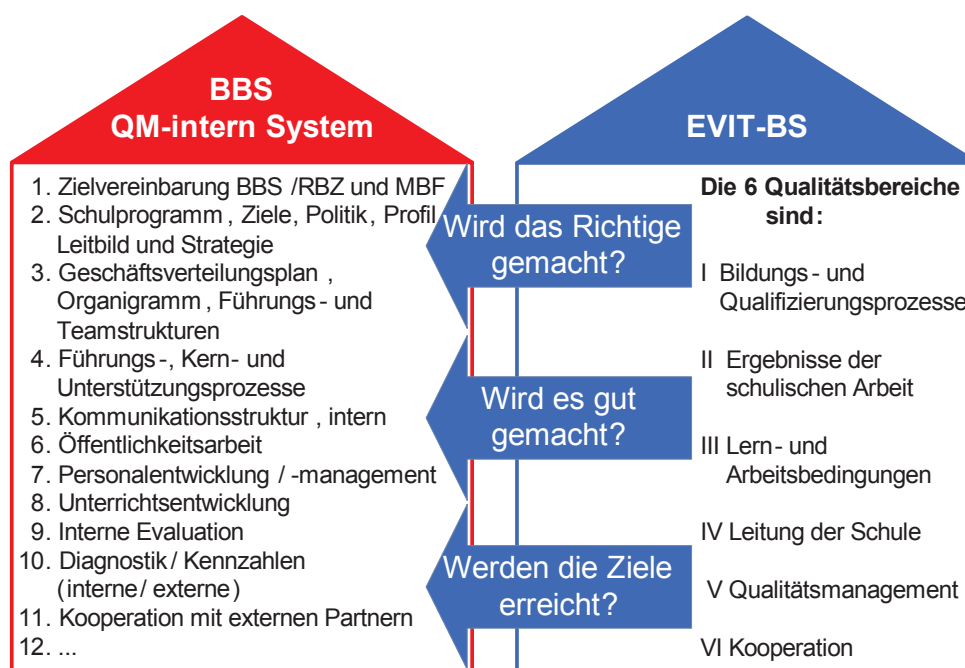 BBS
QM-intern System
1. Zielvereinbarung BBS /RBZ und MBF
2. Schulprogramm , Ziele, Politik, Profil
Leitbild und Strategie
3. Geschäftsverteilungsplan ,
Organigramm , Führungs - und
Teamstrukturen
4. Führungs -, Kern- und
Unterstützungsprozesse
5. Kommunikationsstruktur , intern
6. Öffentlichkeitsarbeit
7. Personalentwicklung / -management
8. Unterrichtsentwicklung
9. Interne Evaluation
10. Diagnostik / Kennzahlen
(interne / externe)
11. Kooperation mit externen Partnern
12. ...
Wird das Richtige
gemacht?
Wird es gut
gemacht?
Werden die Ziele
erreicht?
EVIT-BS
Die 6 Qualitätsbereiche
sind:
I Bildungs - und
Qualifizierungsprozesse
II Ergebnisse der
schulischen Arbeit
III Lern- und
Arbeitsbedingungen
IV Leitung der Schule
V Qualitätsmanagement
VI Kooperation